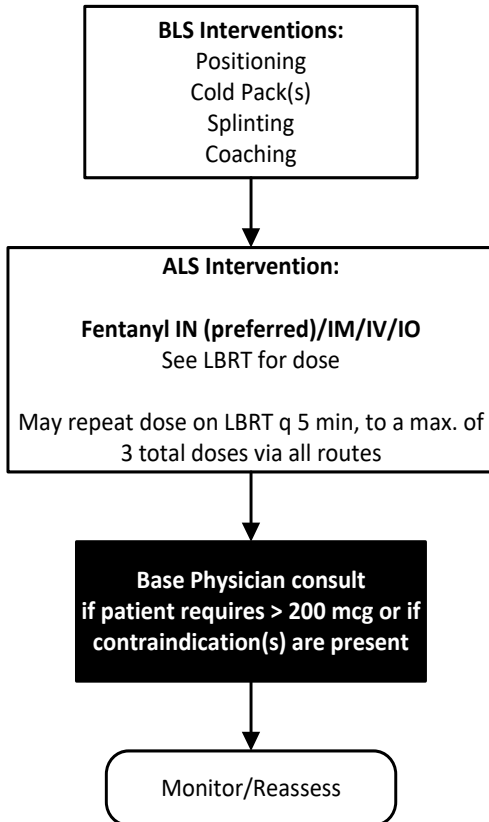 BLS Interventions:
Positioning
Cold Pack(s)
Splinting
Coaching
ALS Intervention:
Fentanyl IN (preferred)/IM/IV/IO
See LBRT for dose
May repeat dose on LBRT q 5 min, to a max. of
3 total doses via all routes
Base Physician consult
if patient requires > 200 mcg or if
contraindication(s) are present
Monitor/Reassess